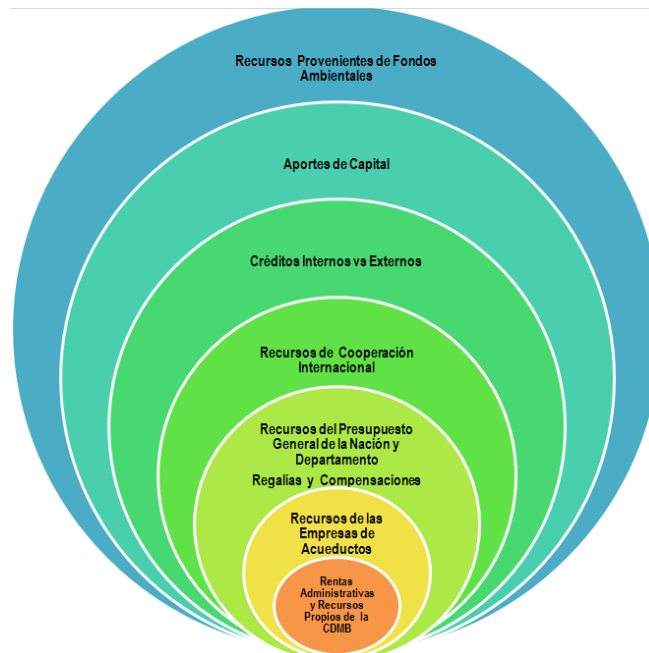 Recursos Provenientes de Fondos
Ambientales
Aportes de Capital
Créditos Internos vs Externos
Recursos de Cooperación
Internacional
Recursos del Presupuesto
General de la Nación y
Departamento
Regalias y Compensaciones
Recursos de las
Empresas de
Acueductos
Rentas
Administrativas
y Recursos
Propios de la
CDMB